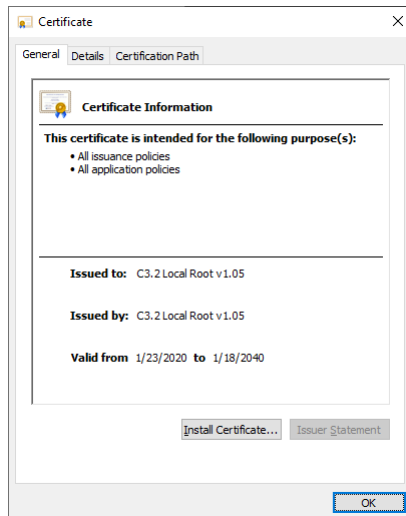 Certificate
General Details Certification Path
Certificate Information
This certificate is intended for the following purpose(s):
• All issuance policies
• All application policies
Issued to: C3.2 Local Root v1.05
Issued by: C3.2 Local Root v1.05
Valid from 1/23/2020 to 1/18/2040
Install Certificate... Issuer Statement
OK